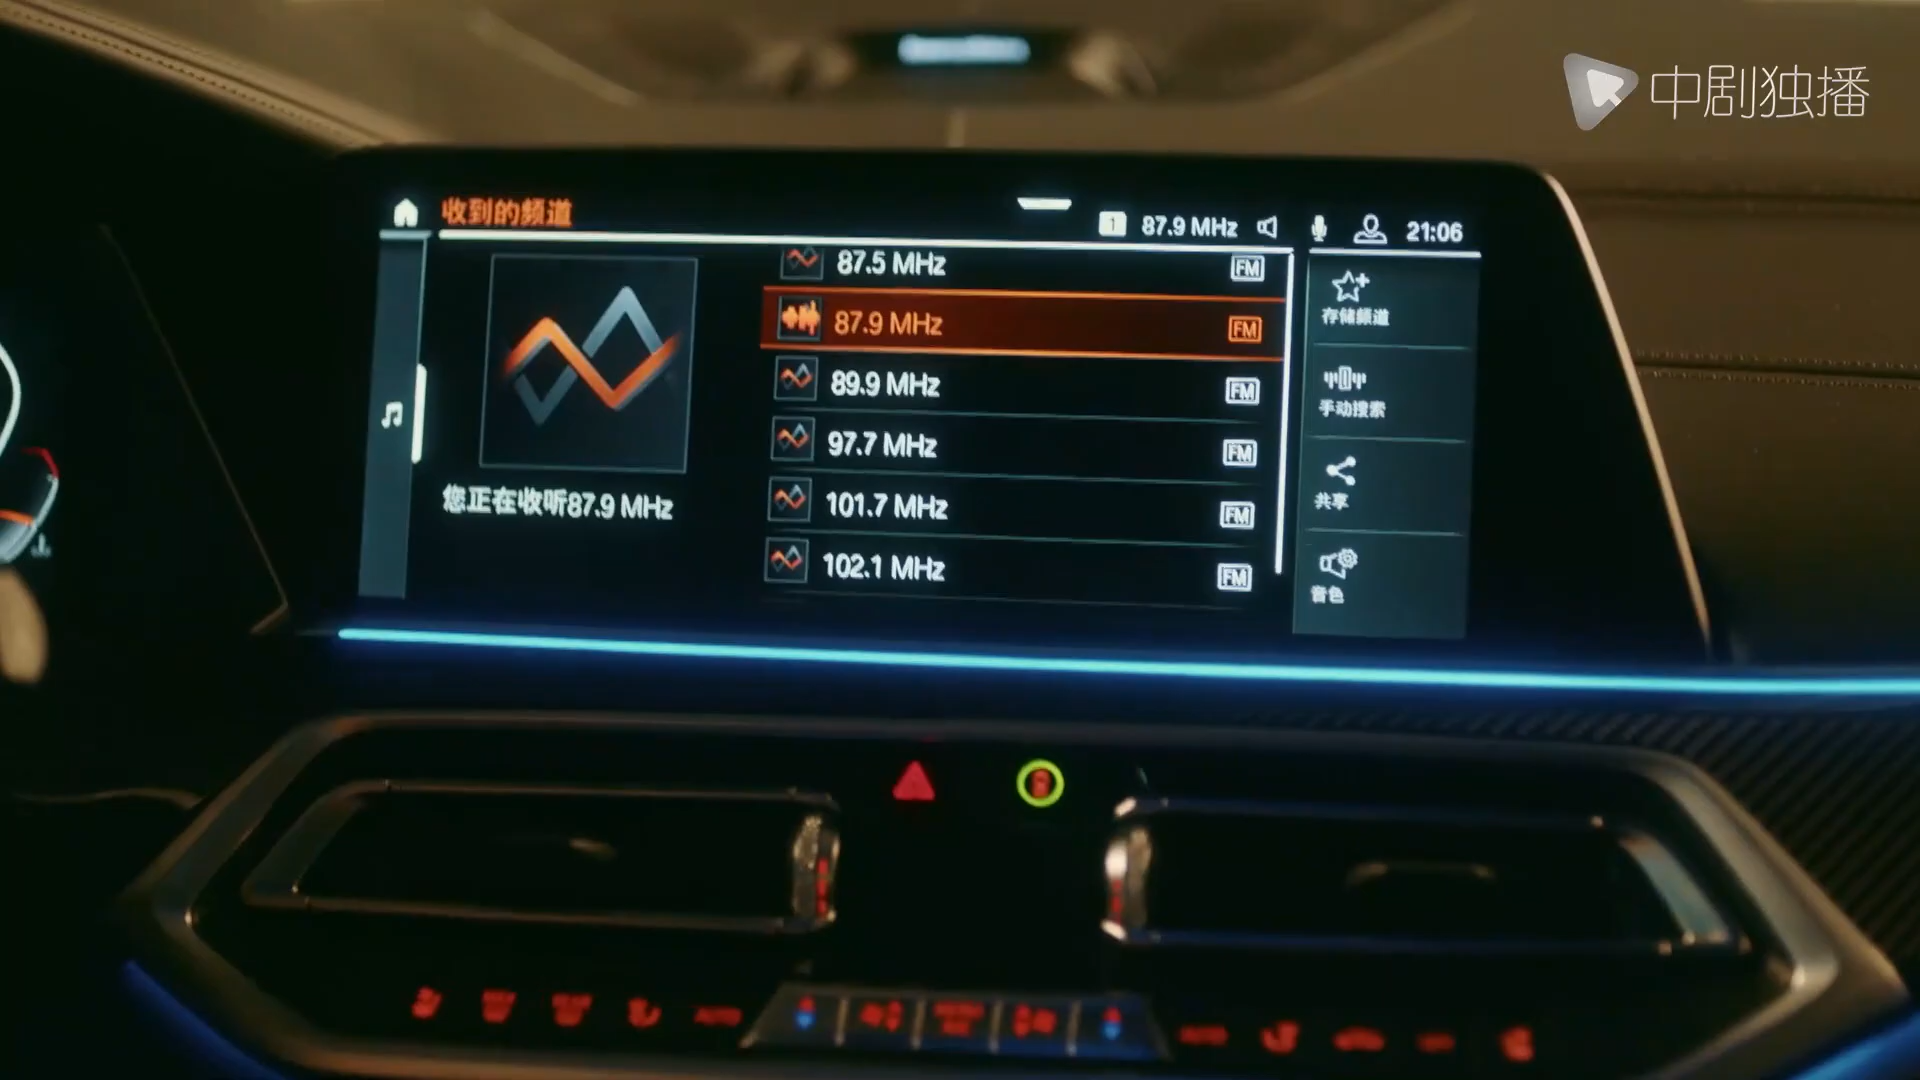 中剧独播
收到的频道
1 87.9 MHz
21:06
87.5 MHz FM
87.9 MHz FM
89.9 MHz FM
97.7 MHz FM
101.7 MHz FM
102.1 MHz FM
您正在收听87.9 MHz
存储频道
手动搜索
共享
音色